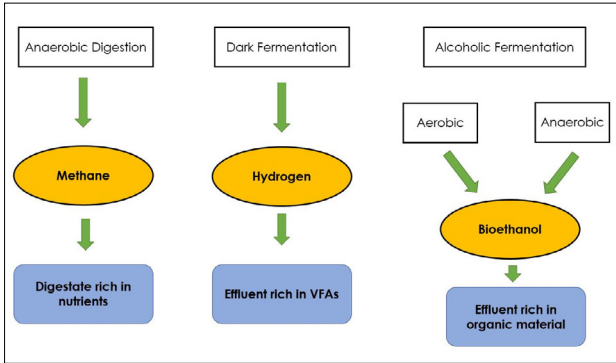 Anaerobic Digestion
Dark Fermentation
Alcoholic Fermentation
Aerobic
Anaerobic
Methane
Hydrogen
Bioethanol
Digestate rich in
nutrients
Effluent rich in VFAs
Effluent rich in
organic material